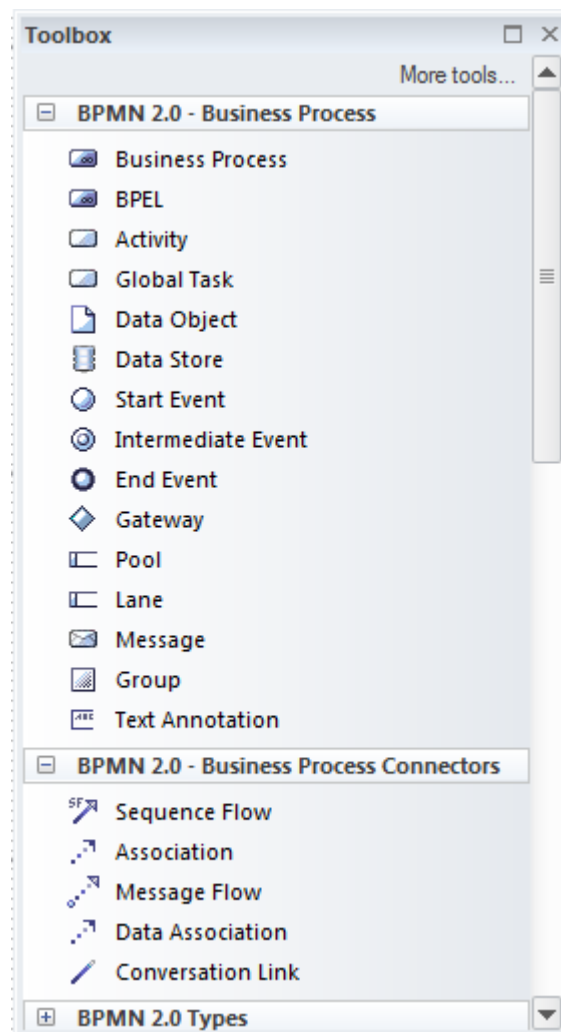 Toolbox
More tools...
BPMN 2.0 - Business Process
Business Process
BPEL
Activity
Global Task
Data Object
Data Store
Start Event
Intermediate Event
End Event
Gateway
Pool
Lane
Message
Group
ABC Text Annotation
BPMN 2.0 - Business Process Connectors
SF Sequence Flow
Association
Message Flow
Data Association
Conversation Link
BPMN 2.0 Types